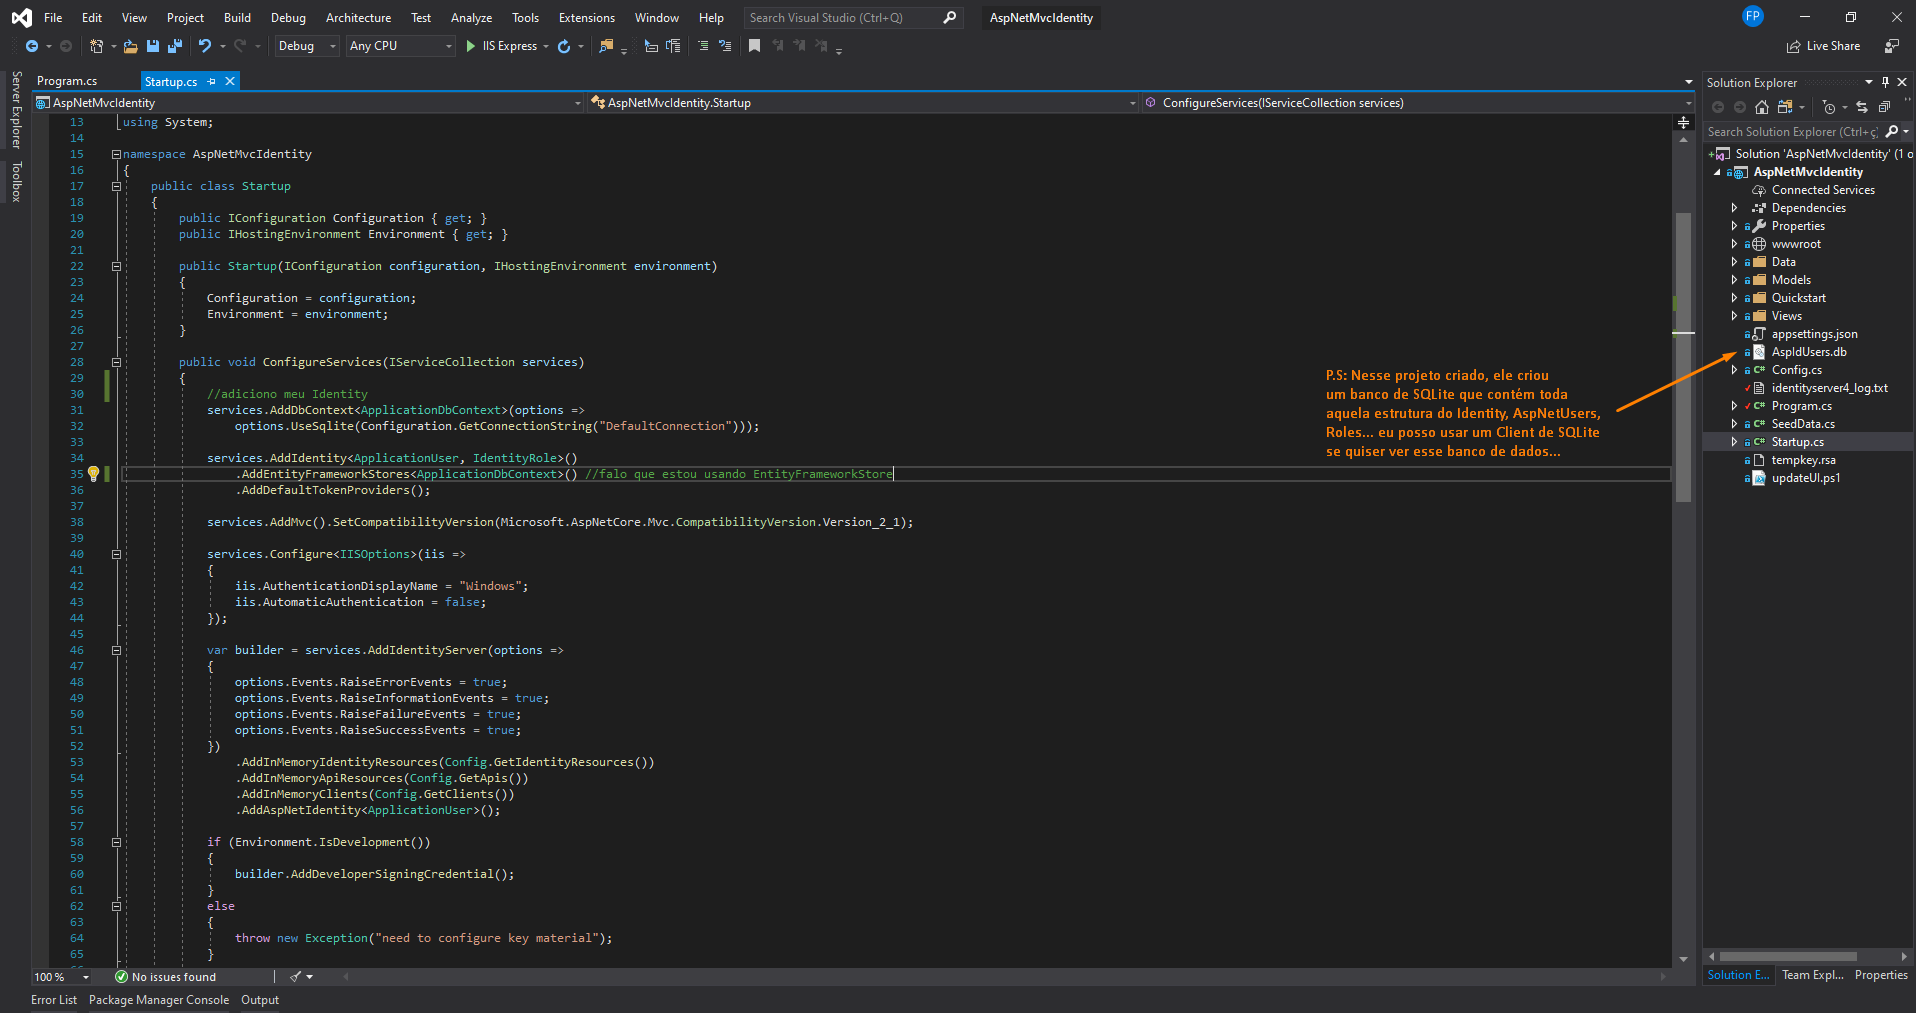 File Edit View Project Build Debug Architecture Test Analyze Tools Extensions Window Help Search Visual Studio (Ctrl+Q) AspNetMvcIdentity FP
Debug Any CPU IIS Express Live Share
Server Explorer
Toolbox
Program.cs Startup.cs
AspNetMvcIdentity AspNetMvcIdentity.Startup ConfigureServices(IServiceCollection services)
13 using System;
14
15 namespace AspNetMvcIdentity
16 {
17 public class Startup
18 {
19 public IConfiguration Configuration { get; }
20 public IHostingEnvironment Environment { get; }
21
22 public Startup(IConfiguration configuration, IHostingEnvironment environment)
23 {
24 Configuration = configuration;
25 Environment = environment;
26 }
27
28 public void ConfigureServices(IServiceCollection services)
29 {
30 //adiciono meu Identity
31 services.AddDbContext<ApplicationDbContext>(options =>
32 options.UseSqlite(Configuration.GetConnectionString("DefaultConnection")));
33
34 services.AddIdentity<ApplicationUser, IdentityRole>()
35 .AddEntityFrameworkStores<ApplicationDbContext>() //falo que estou usando EntityFrameworkStore
36 .AddDefaultTokenProviders();
37
38 services.AddMvc().SetCompatibilityVersion(Microsoft.AspNetCore.Mvc.CompatibilityVersion.Version_2_1);
39
40 services.Configure<IISOptions>(iis =>
41 {
42 iis.AuthenticationDisplayName = "Windows";
43 iis.AutomaticAuthentication = false;
44 });
45
46 var builder = services.AddIdentityServer(options =>
47 {
48 options.Events.RaiseErrorEvents = true;
49 options.Events.RaiseInformationEvents = true;
50 options.Events.RaiseFailureEvents = true;
51 options.Events.RaiseSuccessEvents = true;
52 })
53 .AddInMemoryIdentityResources(Config.GetIdentityResources())
54 .AddInMemoryApiResources(Config.GetApis())
55 .AddInMemoryClients(Config.GetClients())
56 .AddAspNetIdentity<ApplicationUser>();
57
58 if (Environment.IsDevelopment())
59 {
60 builder.AddDeveloperSigningCredential();
61 }
62 else
63 {
64 throw new Exception("need to configure key material");
65 }
P.S: Nesse projeto criado, ele criou
um banco de SQLite que contém toda
aquela estrutura do Identity, AspNetUsers,
Roles... eu posso usar um Client de SQLite
se quiser ver esse banco de dados...
Solution Explorer
Search Solution Explorer (Ctrl+ç)
Solution 'AspNetMvcIdentity' (1 o
AspNetMvcIdentity
Connected Services
Dependencies
Properties
wwwroot
Data
Models
Quickstart
Views
appsettings.json
AspIdUsers.db
Config.cs
identityserver4_log.txt
Program.cs
SeedData.cs
Startup.cs
tempkey.rsa
updateUI.ps1
Solution E... Team Expl... Properties
100 % No issues found
Error List Package Manager Console Output